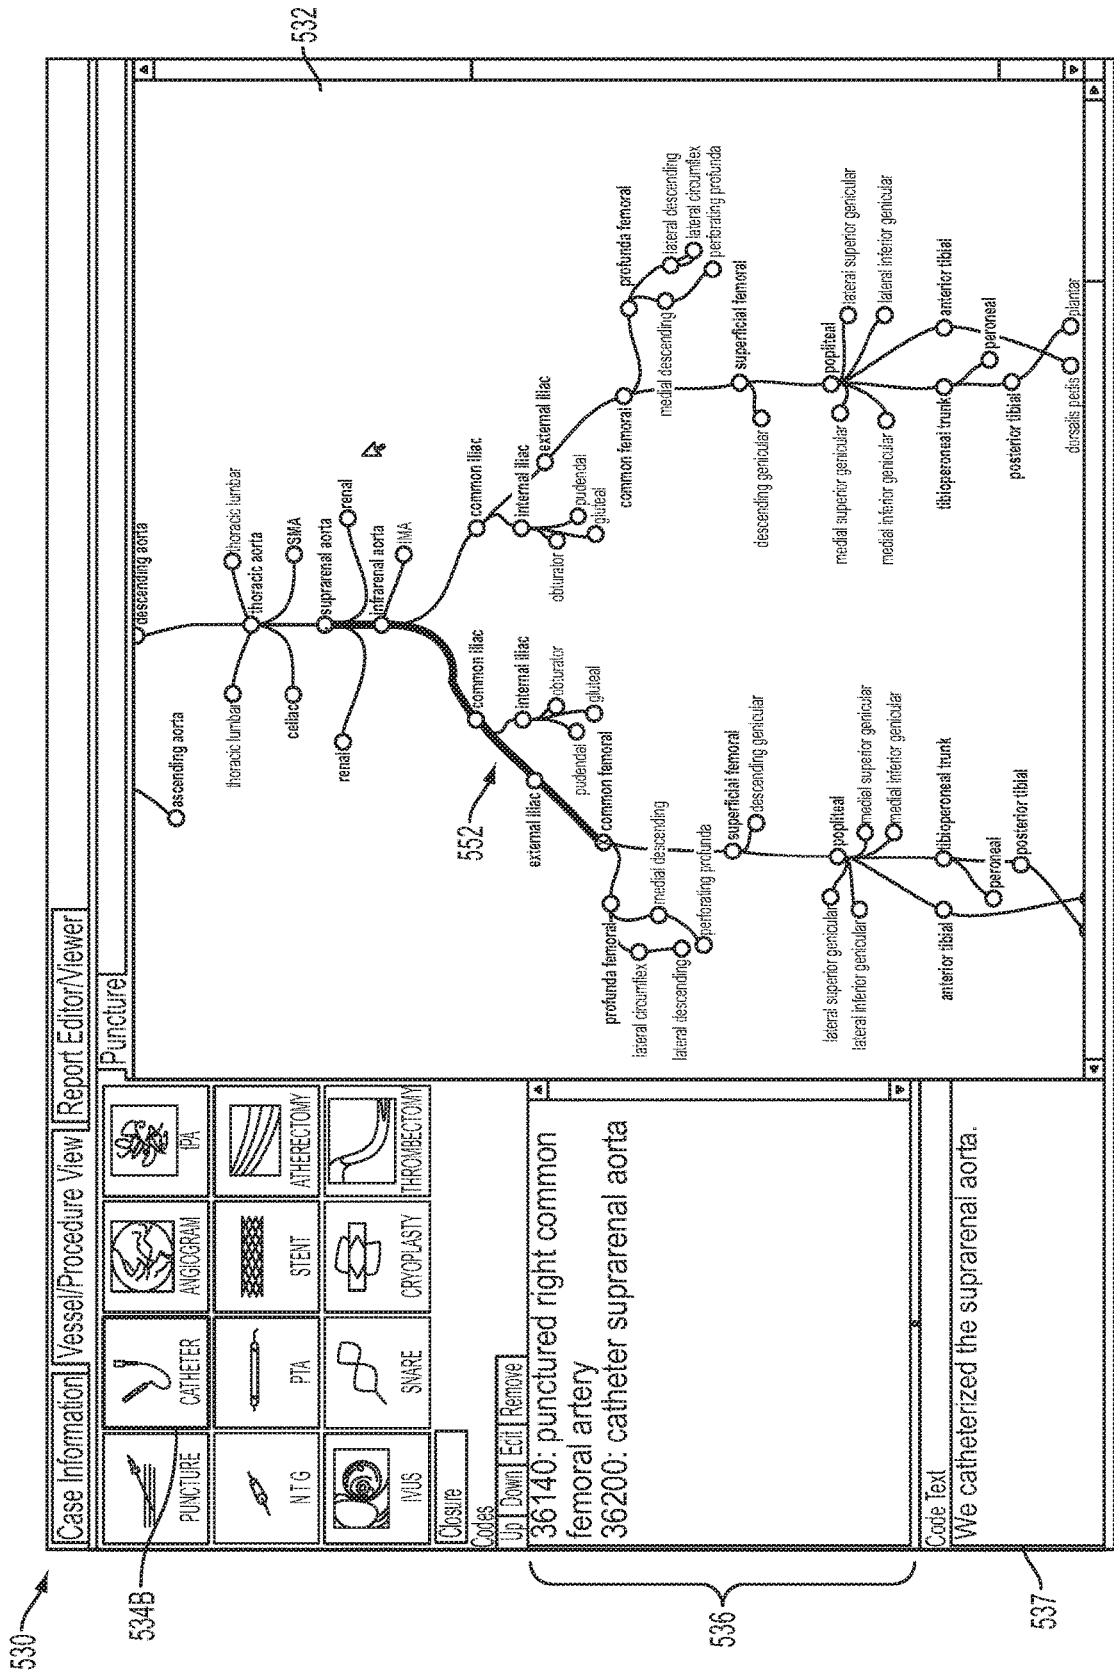 530
Case Information
Vessel/Procedure View
Report Editor/Viewer
534B
PUNCTURE
CATHETER
ANGIOGRAM
IPA
NTG
PTA
STENT
ATHERECTOMY
IVUS
SNARE
CRYOPLASTY
THROMBECTOMY
Closure
Codes
Up
Down
Edit
Remove
36140: punctured right common
femoral artery
36200: catheter suprarenal aorta
536
Code Text
We catheterized the suprarenal aorta.
537
Puncture
532
ascending aorta
descending aorta
thoracic lumbar
thoracic lumbar
thoracic aorta
celiac
SMA
suprarenal aorta
renal
renal
infrarenal aorta
IMA
552
common iliac
common iliac
internal iliac
internal iliac
obturator
gluteal
pudendal
obturator
pudendal
gluteal
external iliac
external iliac
common femoral
common femoral
profunda femoral
lateral circumflex
lateral descending
medial descending
perforating profunda
profunda femoral
lateral descending
lateral circumflex
perforating profunda
medial descending
superficial femoral
descending genicular
superficial femoral
descending genicular
popliteal
lateral superior genicular
lateral inferior genicular
medial superior genicular
medial inferior genicular
popliteal
lateral superior genicular
lateral inferior genicular
medial superior genicular
medial inferior genicular
anterior tibial
tibioperoneal trunk
peroneal
posterior tibial
tibioperoneal trunk
anterior tibial
peroneal
posterior tibial
dorsalis pedis
plantar